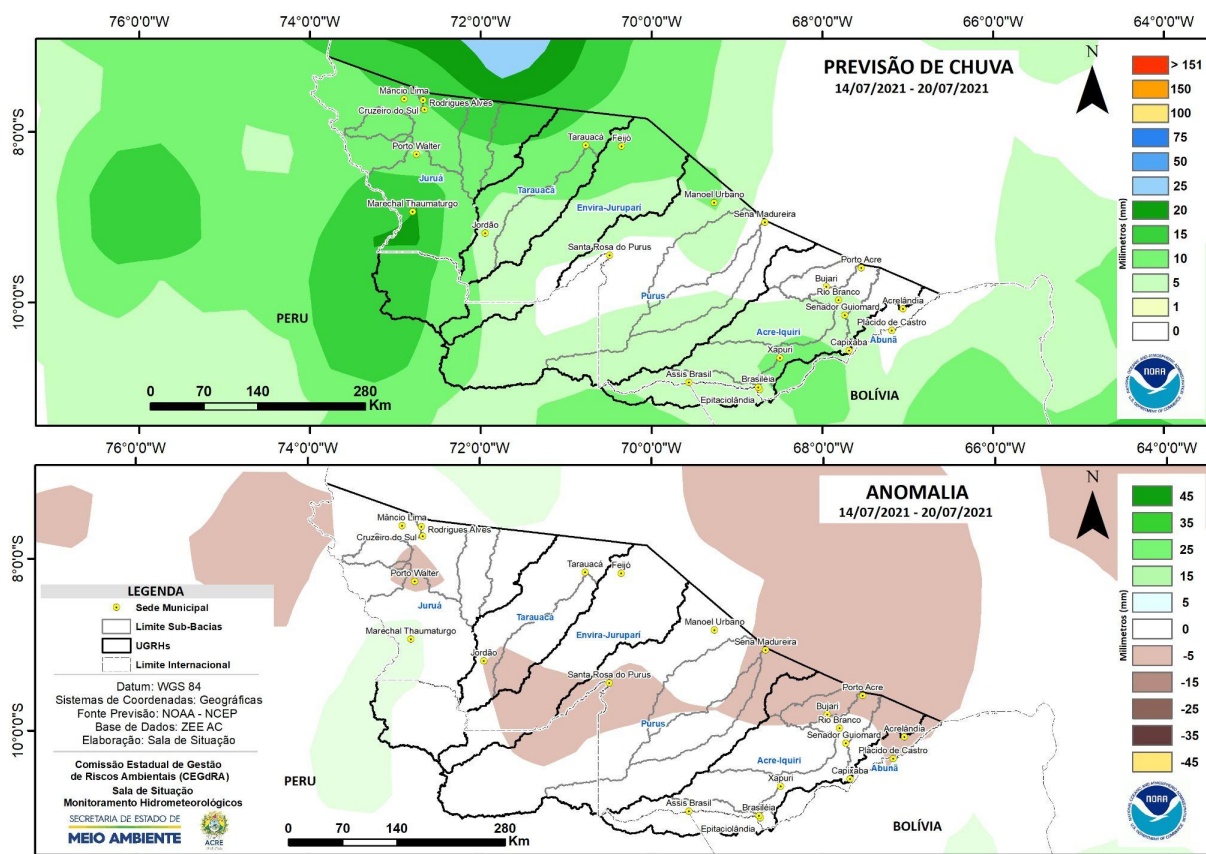 76°0'0"W 74°0'0"W 72°0'0"W 70°0'0"W 68°0'0"W 66°0'0"W 64°0'0"W
PREVISÃO DE CHUVA
14/07/2021 - 20/07/2021
N
8°0'0"S
10°0'0"S
Mâncio Lima
Rodrigues Alves
Cruzeiro do Sul
Tarauacá
Feijó
Porto Walter
Juruá
Tarauacá
Manoel Urbano
Marechal Thaumaturgo
Envira-Jurupari
Sena Madureira
Jordão
Santa Rosa do Purus
Porto Acre
Bujari
Purus
Rio Branco
Acrelândia
Senador Guiomard
PERU
Plácido de Castro
Acre-Iquiri
Abunã
Capixaba
Xapuri
Assis Brasil
Brasiléia
Epitaciolândia
BOLÍVIA
0 70 140 280
Km
Milimetros (mm)
> 151
150
100
75
50
25
20
15
10
5
1
0
NOAA
76°0'0"W 74°0'0"W 72°0'0"W 70°0'0"W 68°0'0"W 66°0'0"W 64°0'0"W
ANOMALIA
14/07/2021 - 20/07/2021
N
8°0'0"S
10°0'0"S
Mâncio Lima
Rodrigues Alves
Cruzeiro do Sul
Tarauacá
Feijó
Porto Walter
Juruá
Tarauacá
Manoel Urbano
Marechal Thaumaturgo
Envira-Jurupari
Sena Madureira
Jordão
Santa Rosa do Purus
Porto Acre
Bujari
Purus
Rio Branco
Acrelândia
Senador Guiomard
Plácido de Castro
Acre-Iquiri
Abunã
PERU
Capixaba
Xapuri
Assis Brasil
Brasiléia
Epitaciolândia
BOLÍVIA
0 70 140 280
Km
Milimetros (mm)
45
35
25
15
5
0
-5
-15
-25
-35
-45
NOAA
LEGENDA
Sede Municipal
Limite Sub-Bacias
UGRHs
Limite Internacional
Datum: WGS 84
Sistemas de Coordenadas: Geográficas
Fonte Previsão: NOAA - NCEP
Base de Dados: ZEE AC
Elaboração: Sala de Situação
Comissão Estadual de Gestão
de Riscos Ambientais (CEGdRA)
Sala de Situação
Monitoramento Hidrometeorológicos
SECRETARIA DE ESTADO DE
MEIO AMBIENTE
ACRE